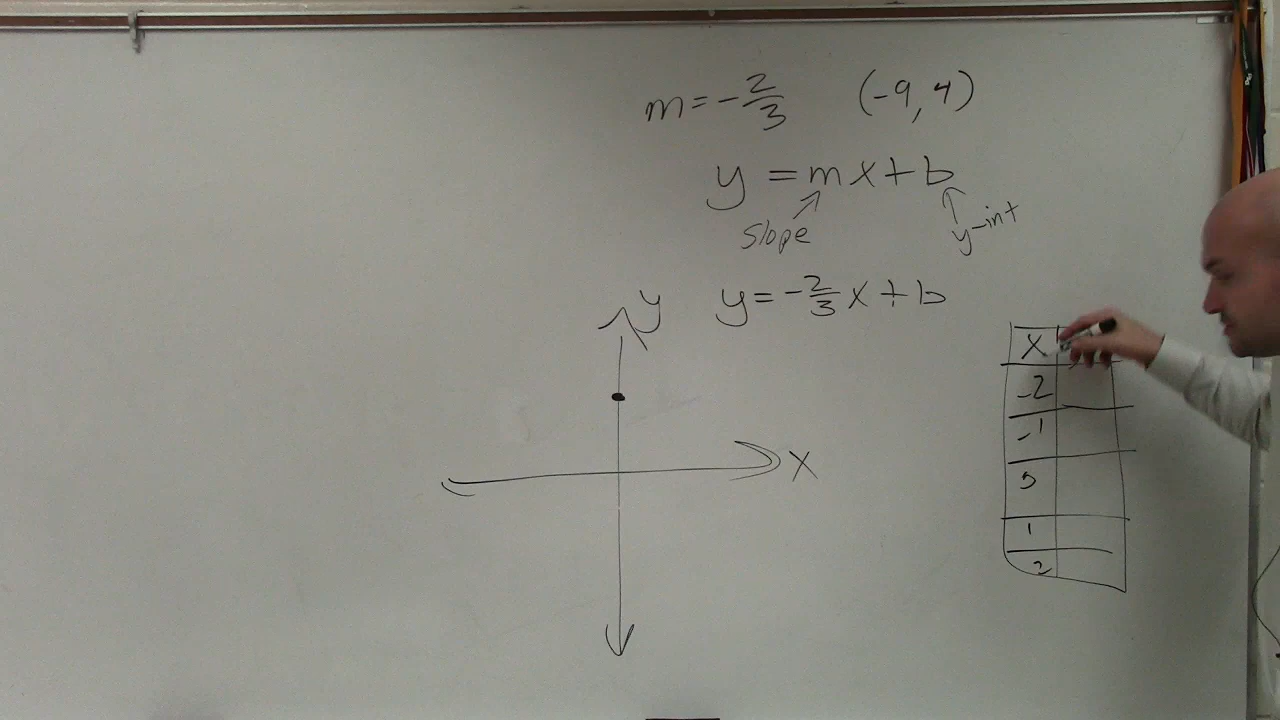 m = -2/3 (-9, 4)
y = mx + b
slope y-int
y y = -2/3 x + b
x
x
-2
-1
0
1
2